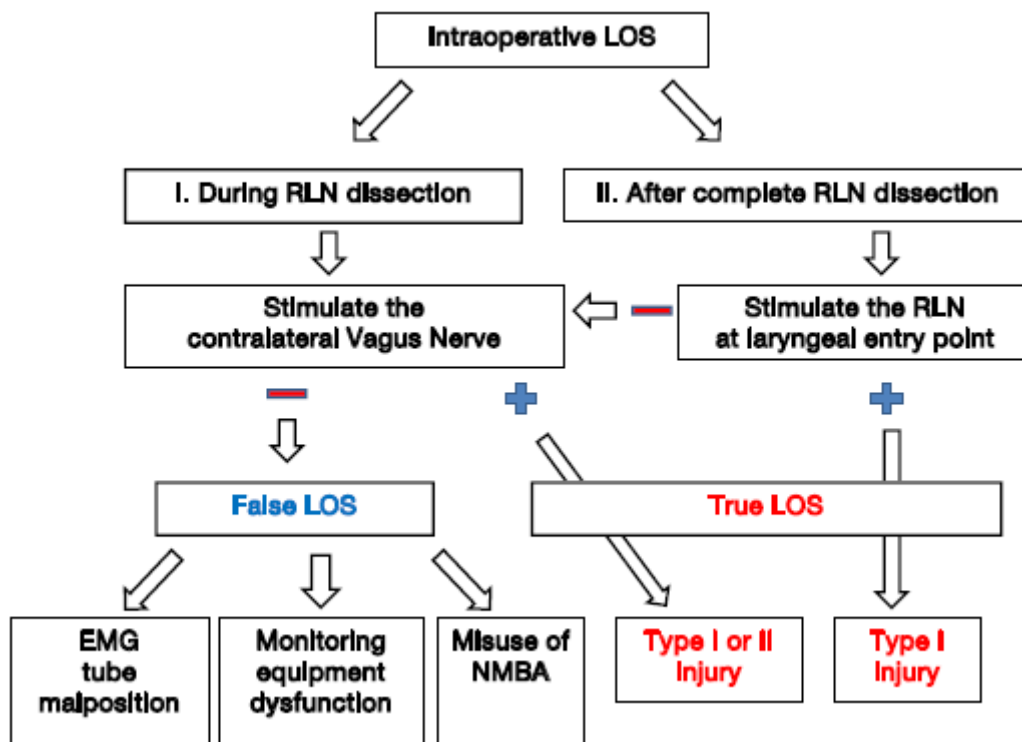 Intraoperative LOS
I. During RLN dissection
II. After complete RLN dissection
Stimulate the
contralateral Vagus Nerve
Stimulate the RLN
at laryngeal entry point
False LOS
True LOS
EMG
tube
malposition
Monitoring
equipment
dysfunction
Misuse of
NMBA
Type I or II
Injury
Type I
Injury